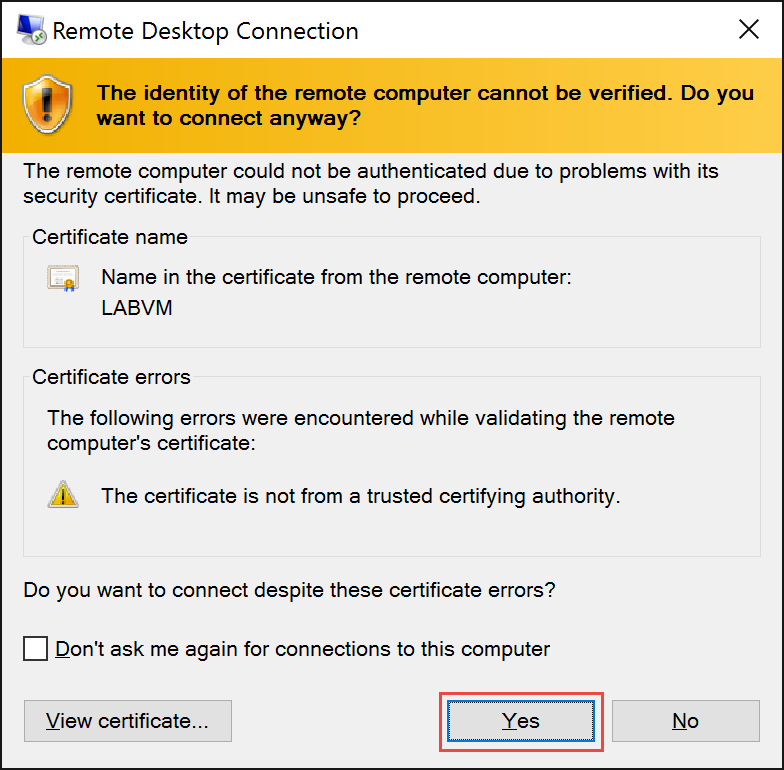 Remote Desktop Connection
The identity of the remote computer cannot be verified. Do you
want to connect anyway?
The remote computer could not be authenticated due to problems with its
security certificate. It may be unsafe to proceed.
Certificate name
Name in the certificate from the remote computer:
LABVM
Certificate errors
The following errors were encountered while validating the remote
computer's certificate:
The certificate is not from a trusted certifying authority.
Do you want to connect despite these certificate errors?
Don't ask me again for connections to this computer
View certificate... Yes No